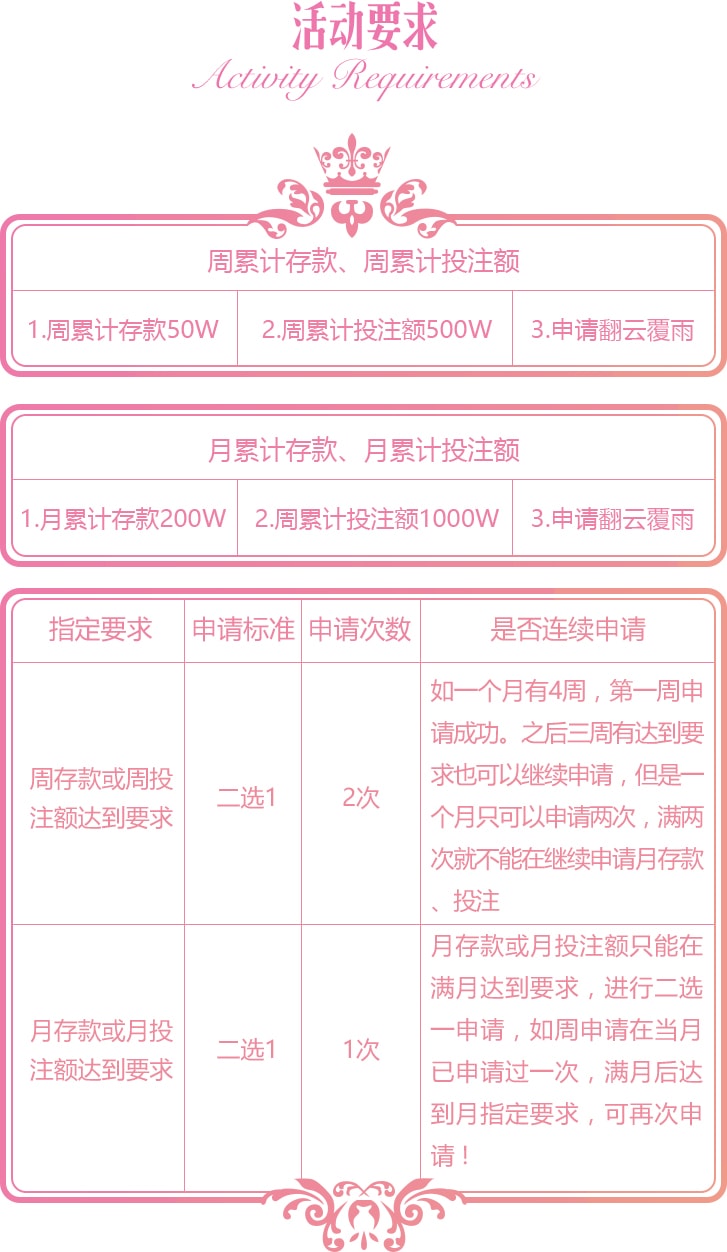 活动要求
Activity Requirements
周累计存款、周累计投注额
1.周累计存款50W
2.周累计投注额500W
3.申请翻云覆雨
月累计存款、月累计投注额
1.月累计存款200W
2.周累计投注额1000W
3.申请翻云覆雨
指定要求
申请标准
申请次数
是否连续申请
周存款或周投
注额达到要求
二选1
2次
如一个月有4周，第一周申
请成功。之后三周有达到要
求也可以继续申请，但是一
个月只可以申请两次，满两
次就不能在继续申请月存款
、投注
月存款或月投
注额达到要求
二选1
1次
月存款或月投注额只能在
满月达到要求，进行二选
一申请，如周申请在当月
已申请过一次，满月后达
到月指定要求，可再次申
请！